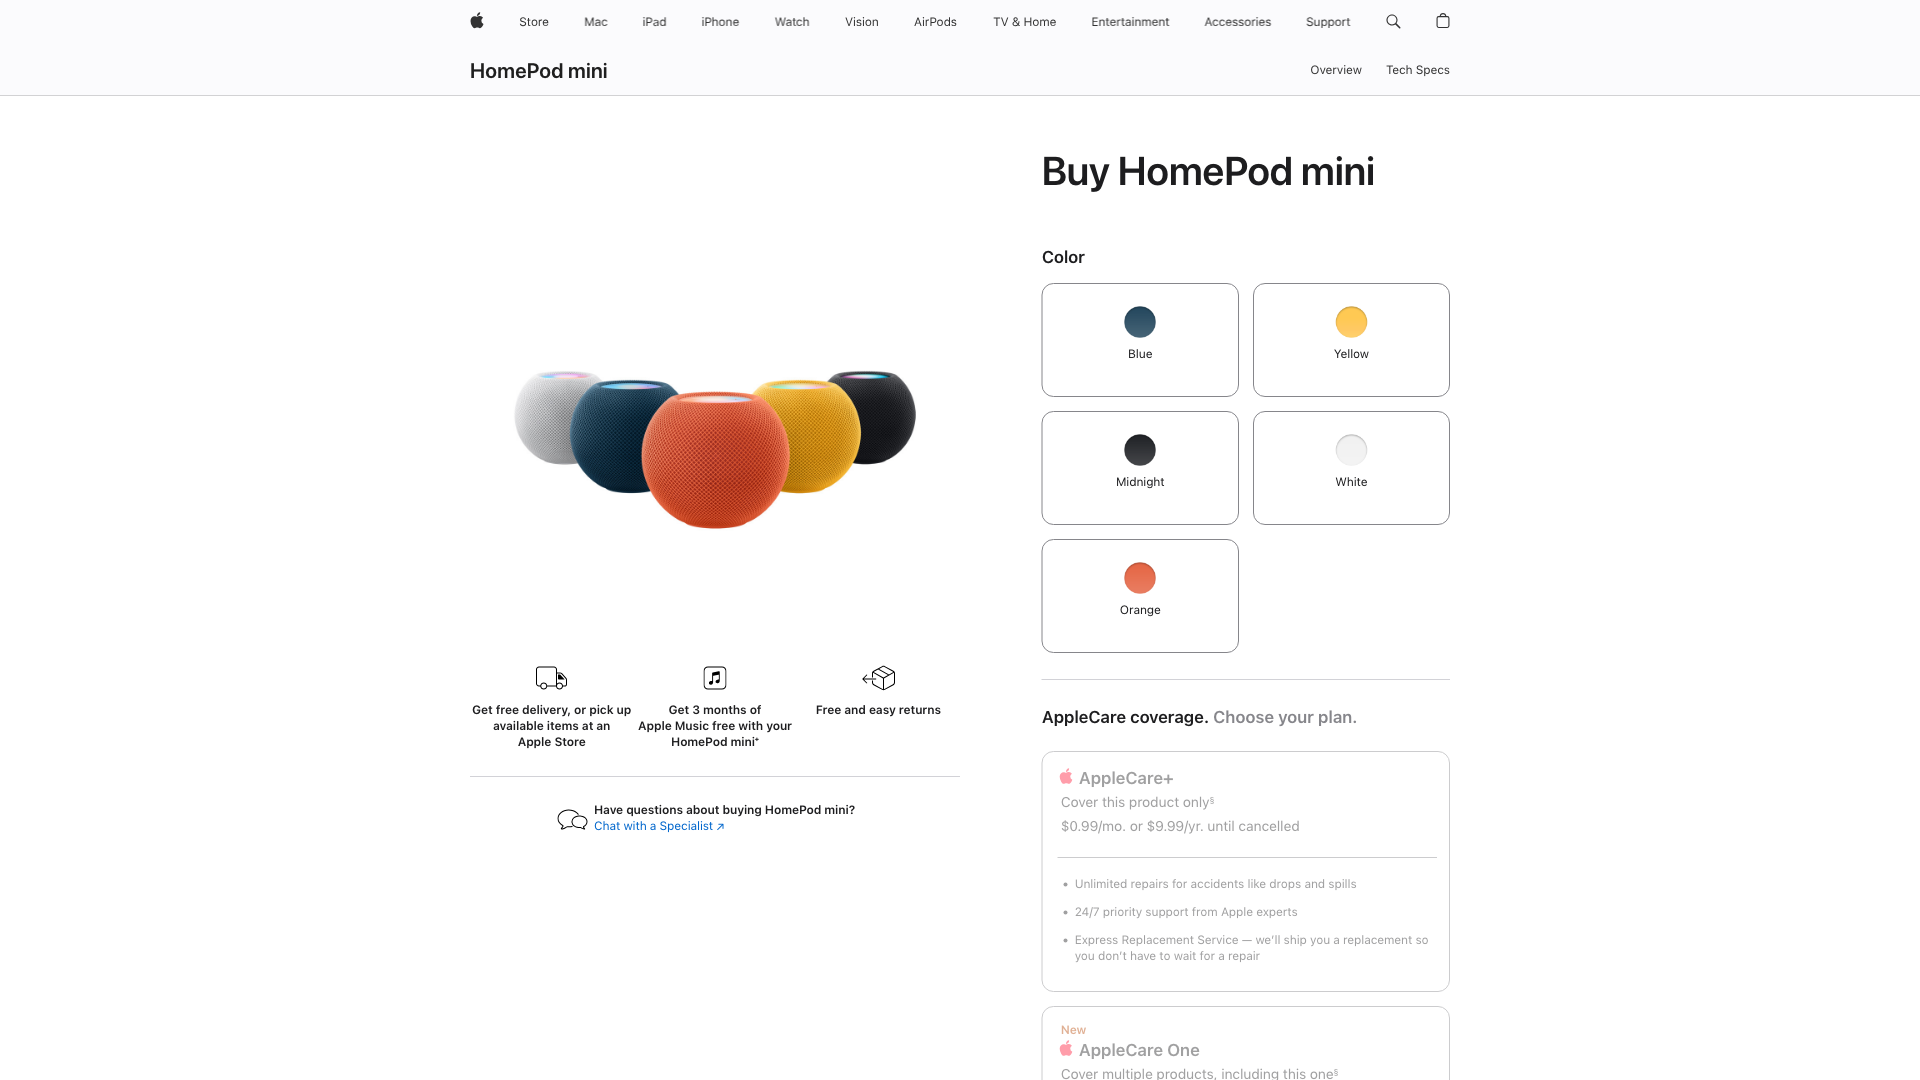 Store Mac iPad iPhone Watch Vision AirPods TV & Home Entertainment Accessories Support
HomePod mini
Overview Tech Specs
Buy HomePod mini
Color
Blue
Yellow
Midnight
White
Orange
Get free delivery, or pick up
available items at an
Apple Store
Get 3 months of
Apple Music free with your
HomePod mini⁺
Free and easy returns
Have questions about buying HomePod mini?
Chat with a Specialist ↗
AppleCare coverage. Choose your plan.
AppleCare+
Cover this product only§
$0.99/mo. or $9.99/yr. until cancelled
• Unlimited repairs for accidents like drops and spills
• 24/7 priority support from Apple experts
• Express Replacement Service — we’ll ship you a replacement so
you don’t have to wait for a repair
New
AppleCare One
Cover multiple products, including this one§